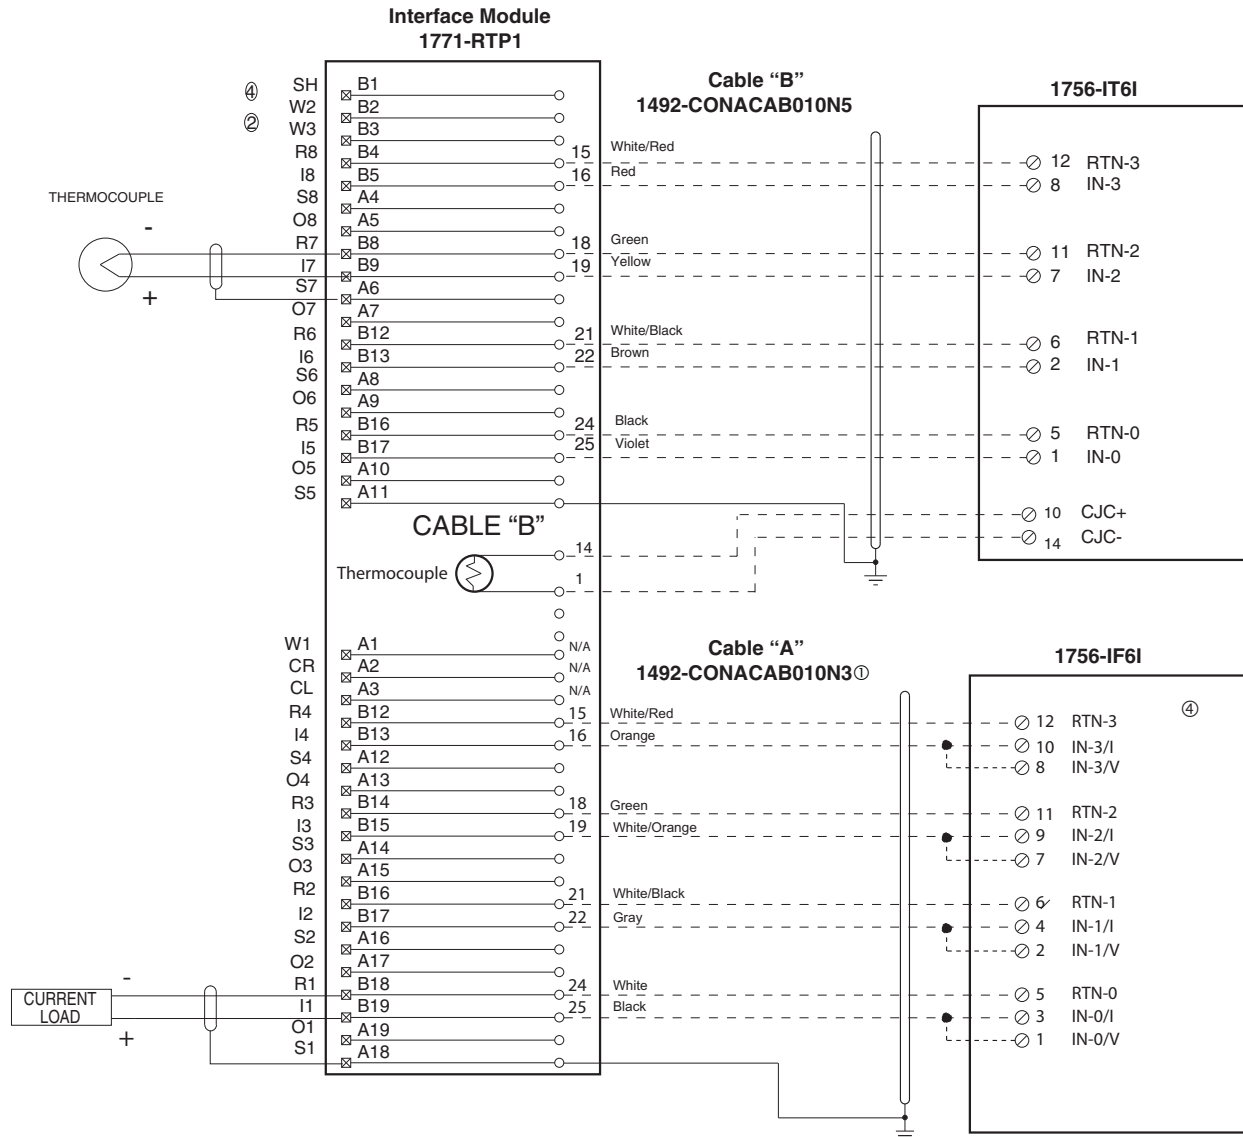 Interface Module
1771-RTP1
Cable “B”
1492-CONACAB010N5
1756-IT6I
④ SH B1
W2 B2
② W3 B3
R8 B4 15 White/Red 12 RTN-3
I8 B5 16 Red 8 IN-3
THERMOCOUPLE
S8 A4
O8 A5
-
R7 B8 18 Green 11 RTN-2
I7 B9 19 Yellow 7 IN-2
+
S7 A6
O7 A7
R6 B12 21 White/Black 6 RTN-1
I6 B13 22 Brown 2 IN-1
S6 A8
O6 A9
R5 B16 24 Black 5 RTN-0
I5 B17 25 Violet 1 IN-0
O5 A10
S5 A11
10 CJC+
14 CJC-
CABLE “B”
Thermocouple
14
1
Cable “A”
1492-CONACAB010N3①
1756-IF6I
W1 A1 N/A
CR A2 N/A
CL A3 N/A
④
R4 B12 15 White/Red 12 RTN-3
I4 B13 16 Orange 10 IN-3/I
S4 A12 8 IN-3/V
O4 A13
R3 B14 18 Green 11 RTN-2
I3 B15 19 White/Orange 9 IN-2/I
S3 A14 7 IN-2/V
O3 A15
R2 B16 21 White/Black 6 RTN-1
I2 B17 22 Gray 4 IN-1/I
S2 A16 2 IN-1/V
O2 A17
-
CURRENT
LOAD
+
R1 B18 24 White 5 RTN-0
I1 B19 25 Black 3 IN-0/I
O1 A19 1 IN-0/V
S1 A18